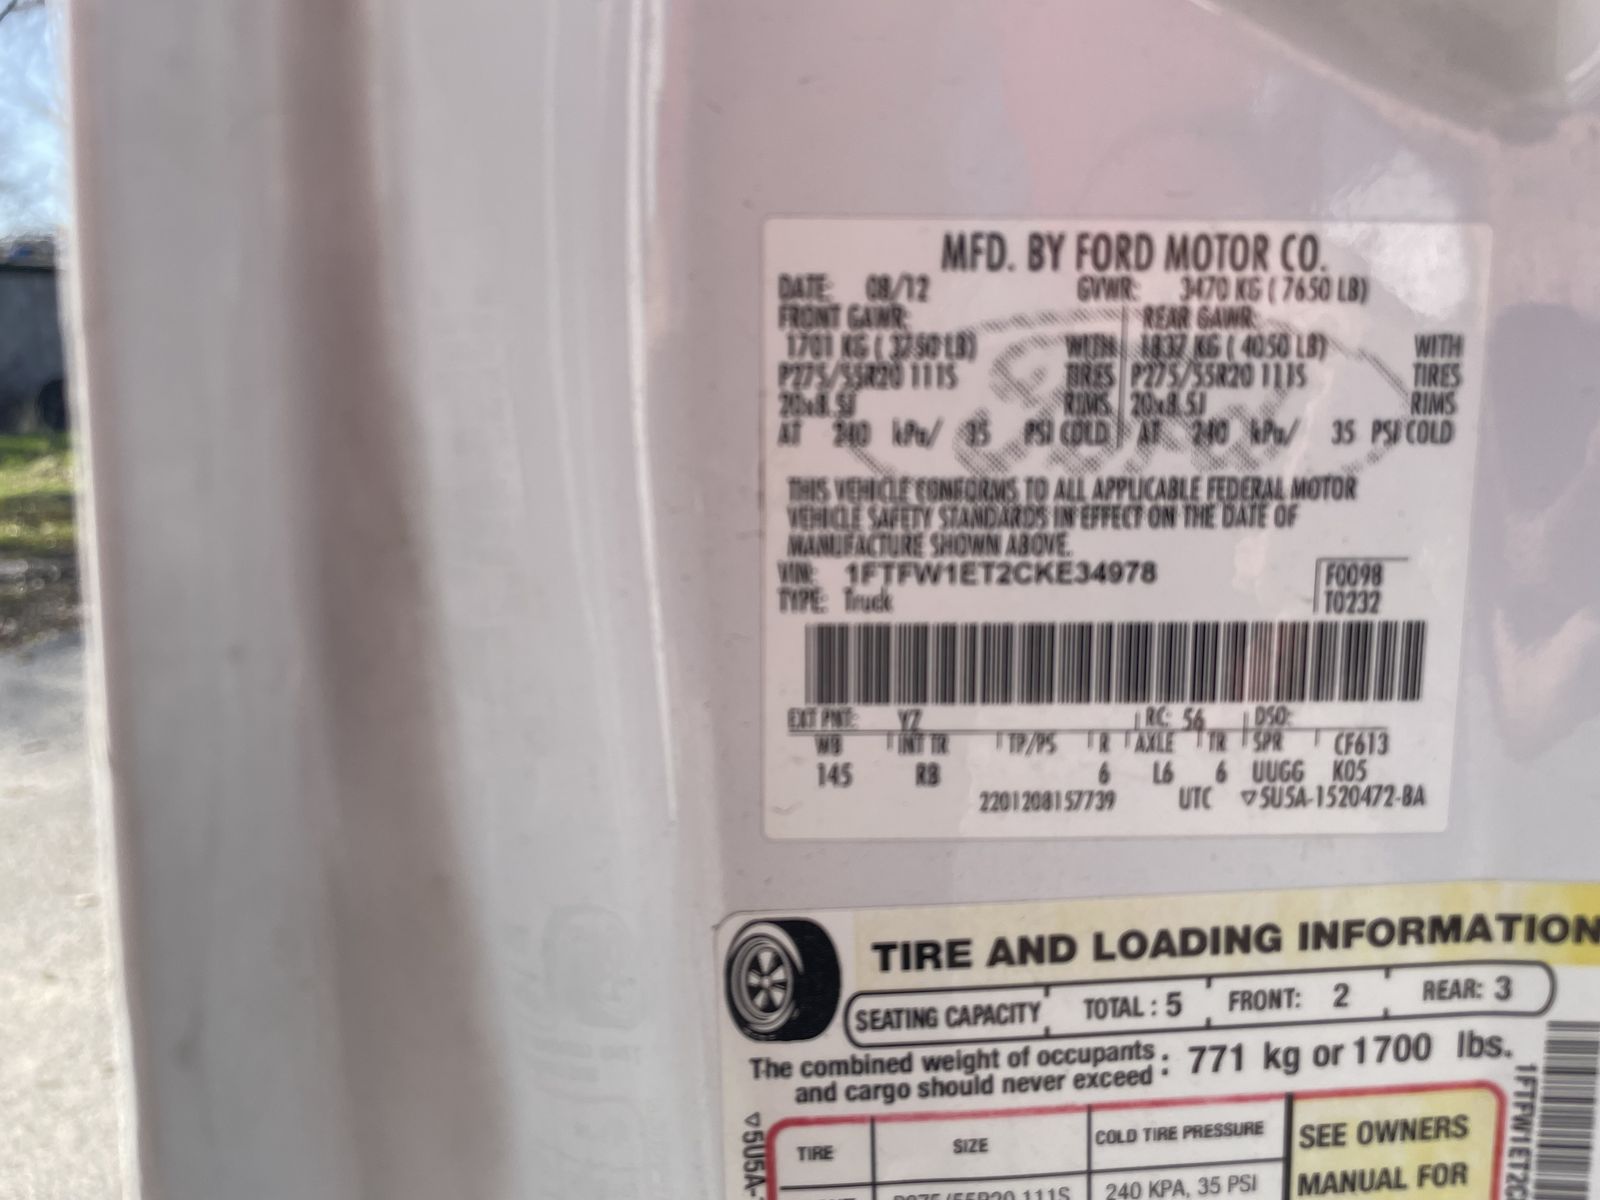 MFD. BY FORD MOTOR CO.
DATE: 08/12 GVWR: 3470 KG ( 7650 LB)
FRONT GAWR: REAR GAWR:
1701 KG ( 3750 LB) WITH 1837 KG ( 4050 LB) WITH
P275/55R20 111S TIRES P275/55R20 111S TIRES
20x8.5J RIMS 20x8.5J RIMS
AT 240 kPa/ 35 PSI COLD AT 240 kPa/ 35 PSI COLD
THIS VEHICLE CONFORMS TO ALL APPLICABLE FEDERAL MOTOR
VEHICLE SAFETY STANDARDS IN EFFECT ON THE DATE OF
MANUFACTURE SHOWN ABOVE.
VIN: 1FTFW1ET2CKE34978 F0098
TYPE: Truck T0232
EXT PNT: YZ RC: 56 DSO:
WB INT TR TP/PS R AXLE TR SPR CF613
145 RB 6 L6 6 UUGG K05
2201208157739 UTC ▽5U5A-1520472-BA
TIRE AND LOADING INFORMATION
SEATING CAPACITY TOTAL : 5 FRONT: 2 REAR: 3
The combined weight of occupants : 771 kg or 1700 lbs.
and cargo should never exceed :
TIRE SIZE COLD TIRE PRESSURE SEE OWNERS
MANUAL FOR
P275/55R20 111S 240 KPA, 35 PSI
▽5U5A-
1FTFW1ET2